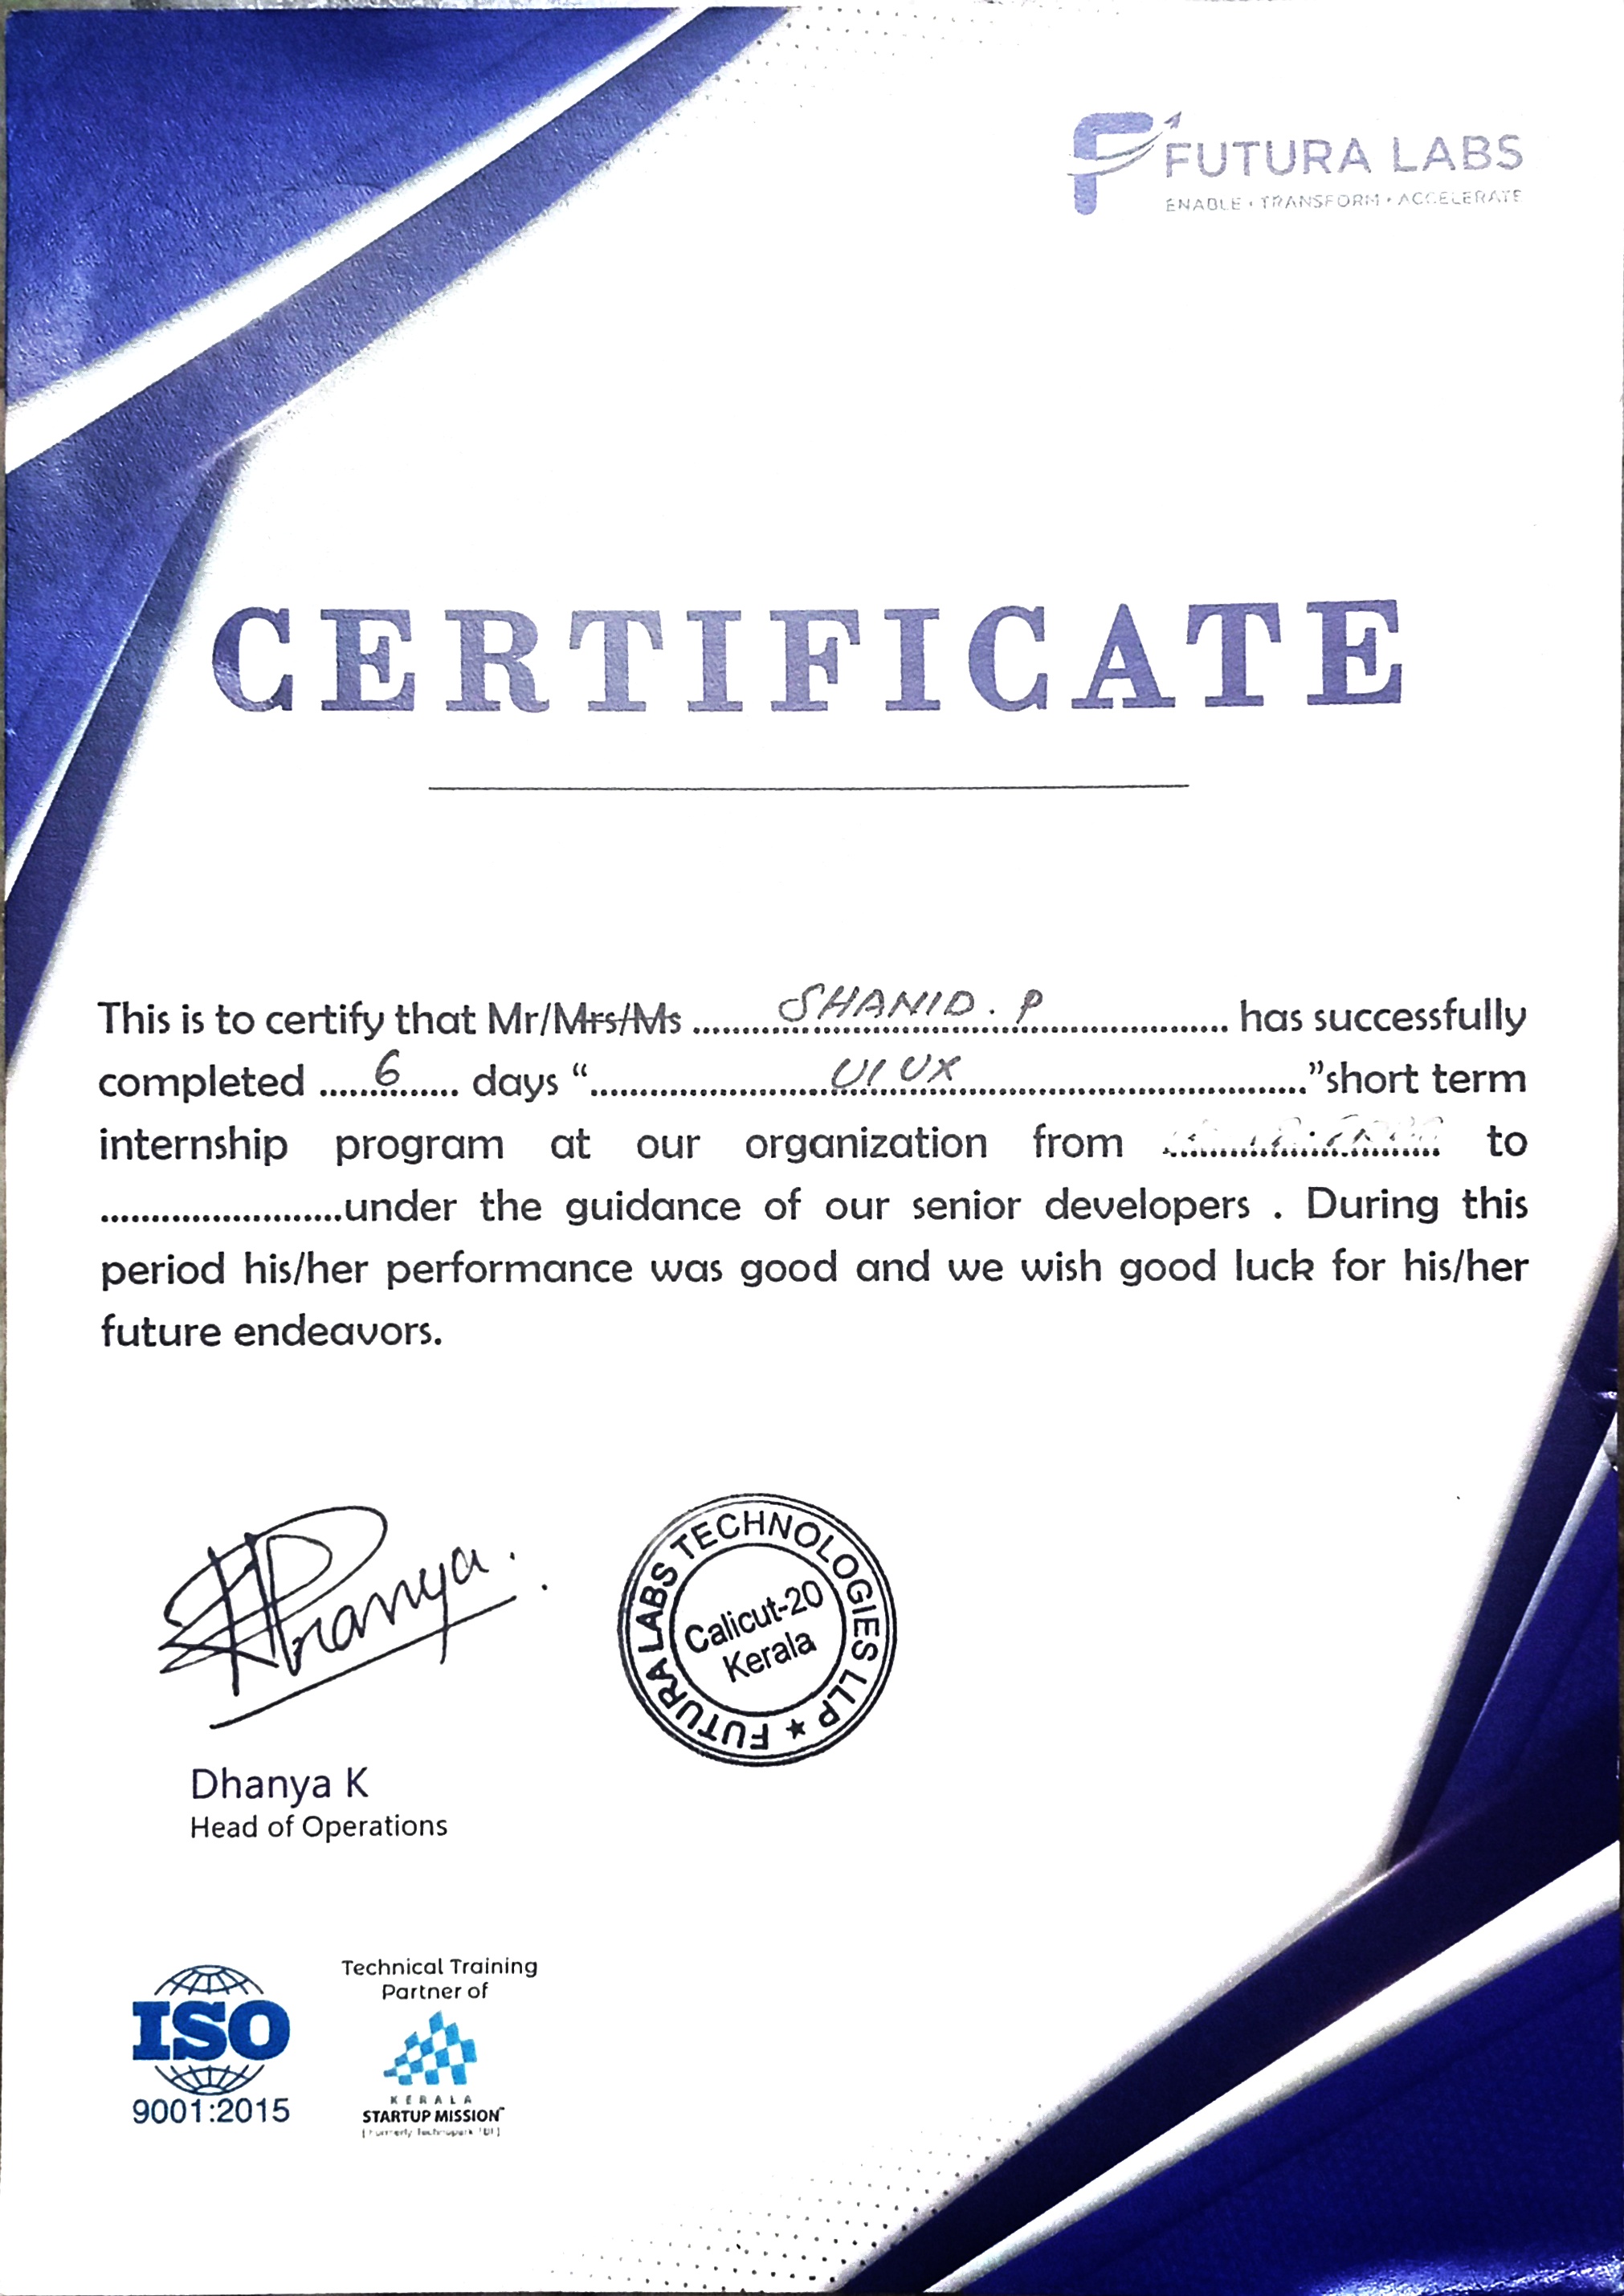 FUTURA LABS
ENABLE • TRANSFORM • ACCELERATE
CERTIFICATE
This is to certify that Mr/Mrs/Ms ........SHANID. P........ has successfully
completed .....6...... days “........UI UX........”short term
internship program at our organization from ........ to
........under the guidance of our senior developers . During this
period his/her performance was good and we wish good luck for his/her
future endeavors.
Dhanya.
FUTURA LABS TECHNOLOGIES LLP ★
Calicut-20
Kerala
Dhanya K
Head of Operations
ISO
9001:2015
Technical Training
Partner of
KERALA
STARTUP MISSION™
[Formerly Technopark TBI]